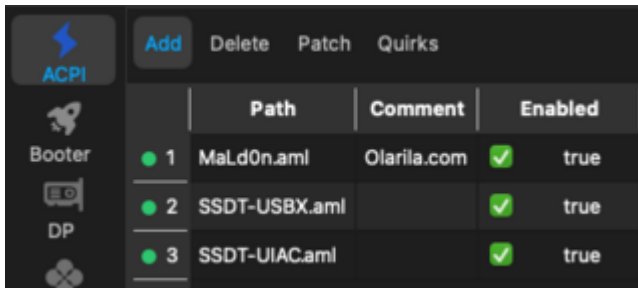 ACPI
Booter
DP
Add Delete Patch Quirks
Path Comment Enabled
1 MaLd0n.aml Olarila.com true
2 SSDT-USBX.aml true
3 SSDT-UIAC.aml true